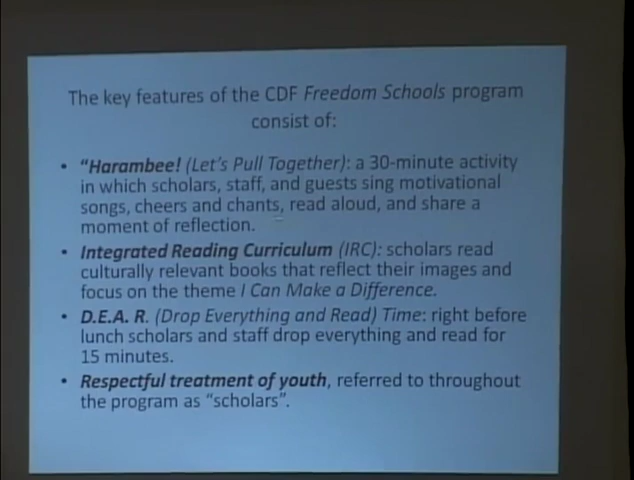 The key features of the CDF Freedom Schools program
consist of:
• "Harambee! (Let's Pull Together): a 30-minute activity
in which scholars, staff, and guests sing motivational
songs, cheers and chants, read aloud, and share a
moment of reflection.
• Integrated Reading Curriculum (IRC): scholars read
culturally relevant books that reflect their images and
focus on the theme I Can Make a Difference.
• D.E.A. R. (Drop Everything and Read) Time: right before
lunch scholars and staff drop everything and read for
15 minutes.
• Respectful treatment of youth, referred to throughout
the program as "scholars".